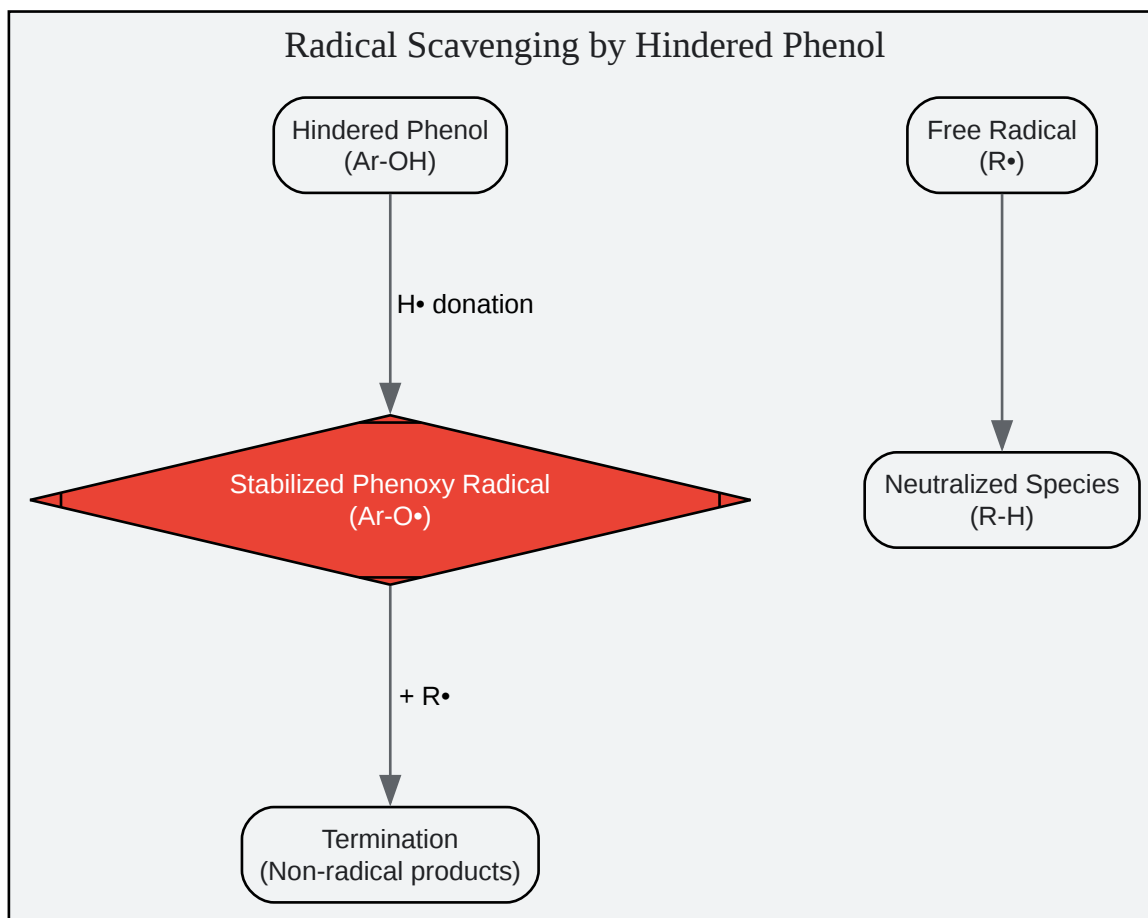 Radical Scavenging by Hindered Phenol
Hindered Phenol
(Ar-OH)
Free Radical
(R•)
H• donation
Stabilized Phenoxy Radical
(Ar-O•)
Neutralized Species
(R-H)
+ R•
Termination
(Non-radical products)